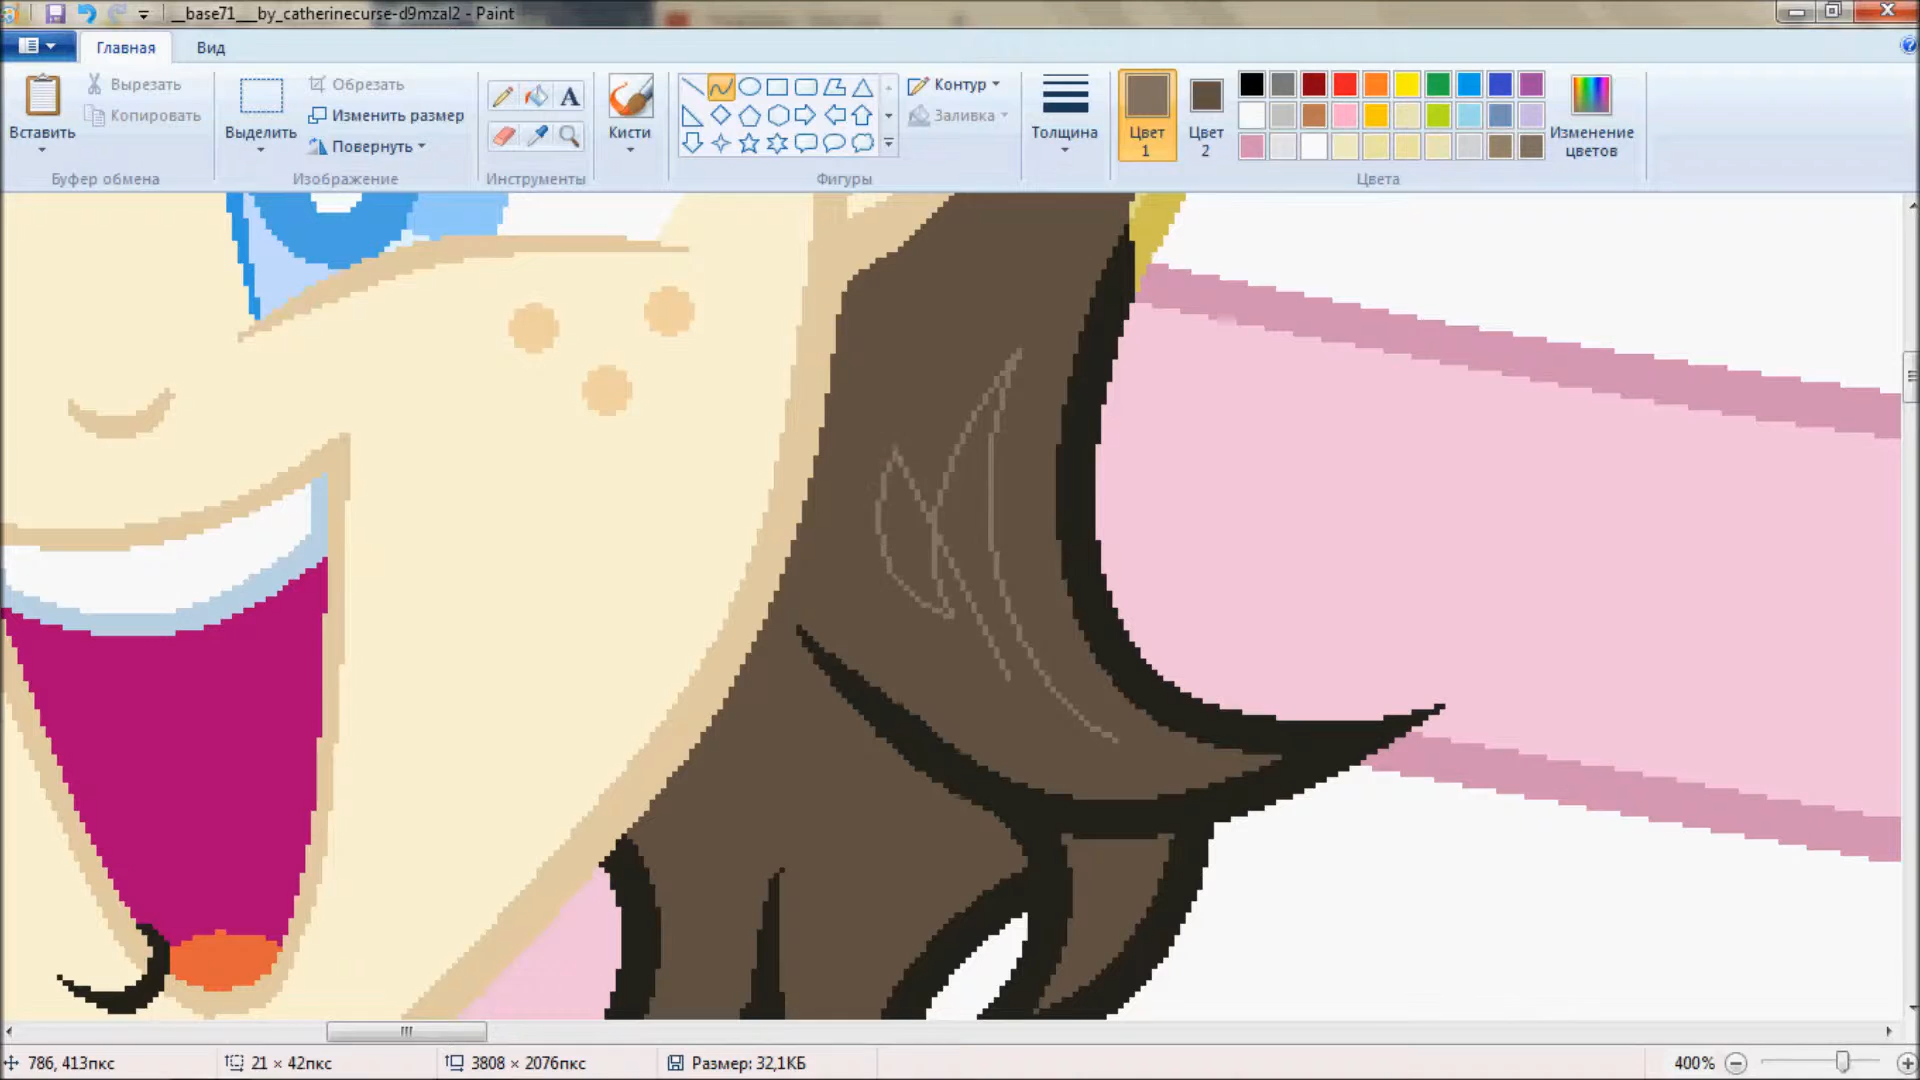 __base71___by_catherinecurse-d9mzal2 - Paint
Главная Вид
Вставить
Вырезать
Копировать
Буфер обмена
Выделить
Обрезать
Изменить размер
Повернуть
Изображение
Инструменты
Кисти
Контур
Заливка
Фигуры
Толщина
Цвет 1
Цвет 2
Изменение цветов
Цвета
786, 413пкс 21 × 42пкс 3808 × 2076пкс Размер: 32,1КБ 400%